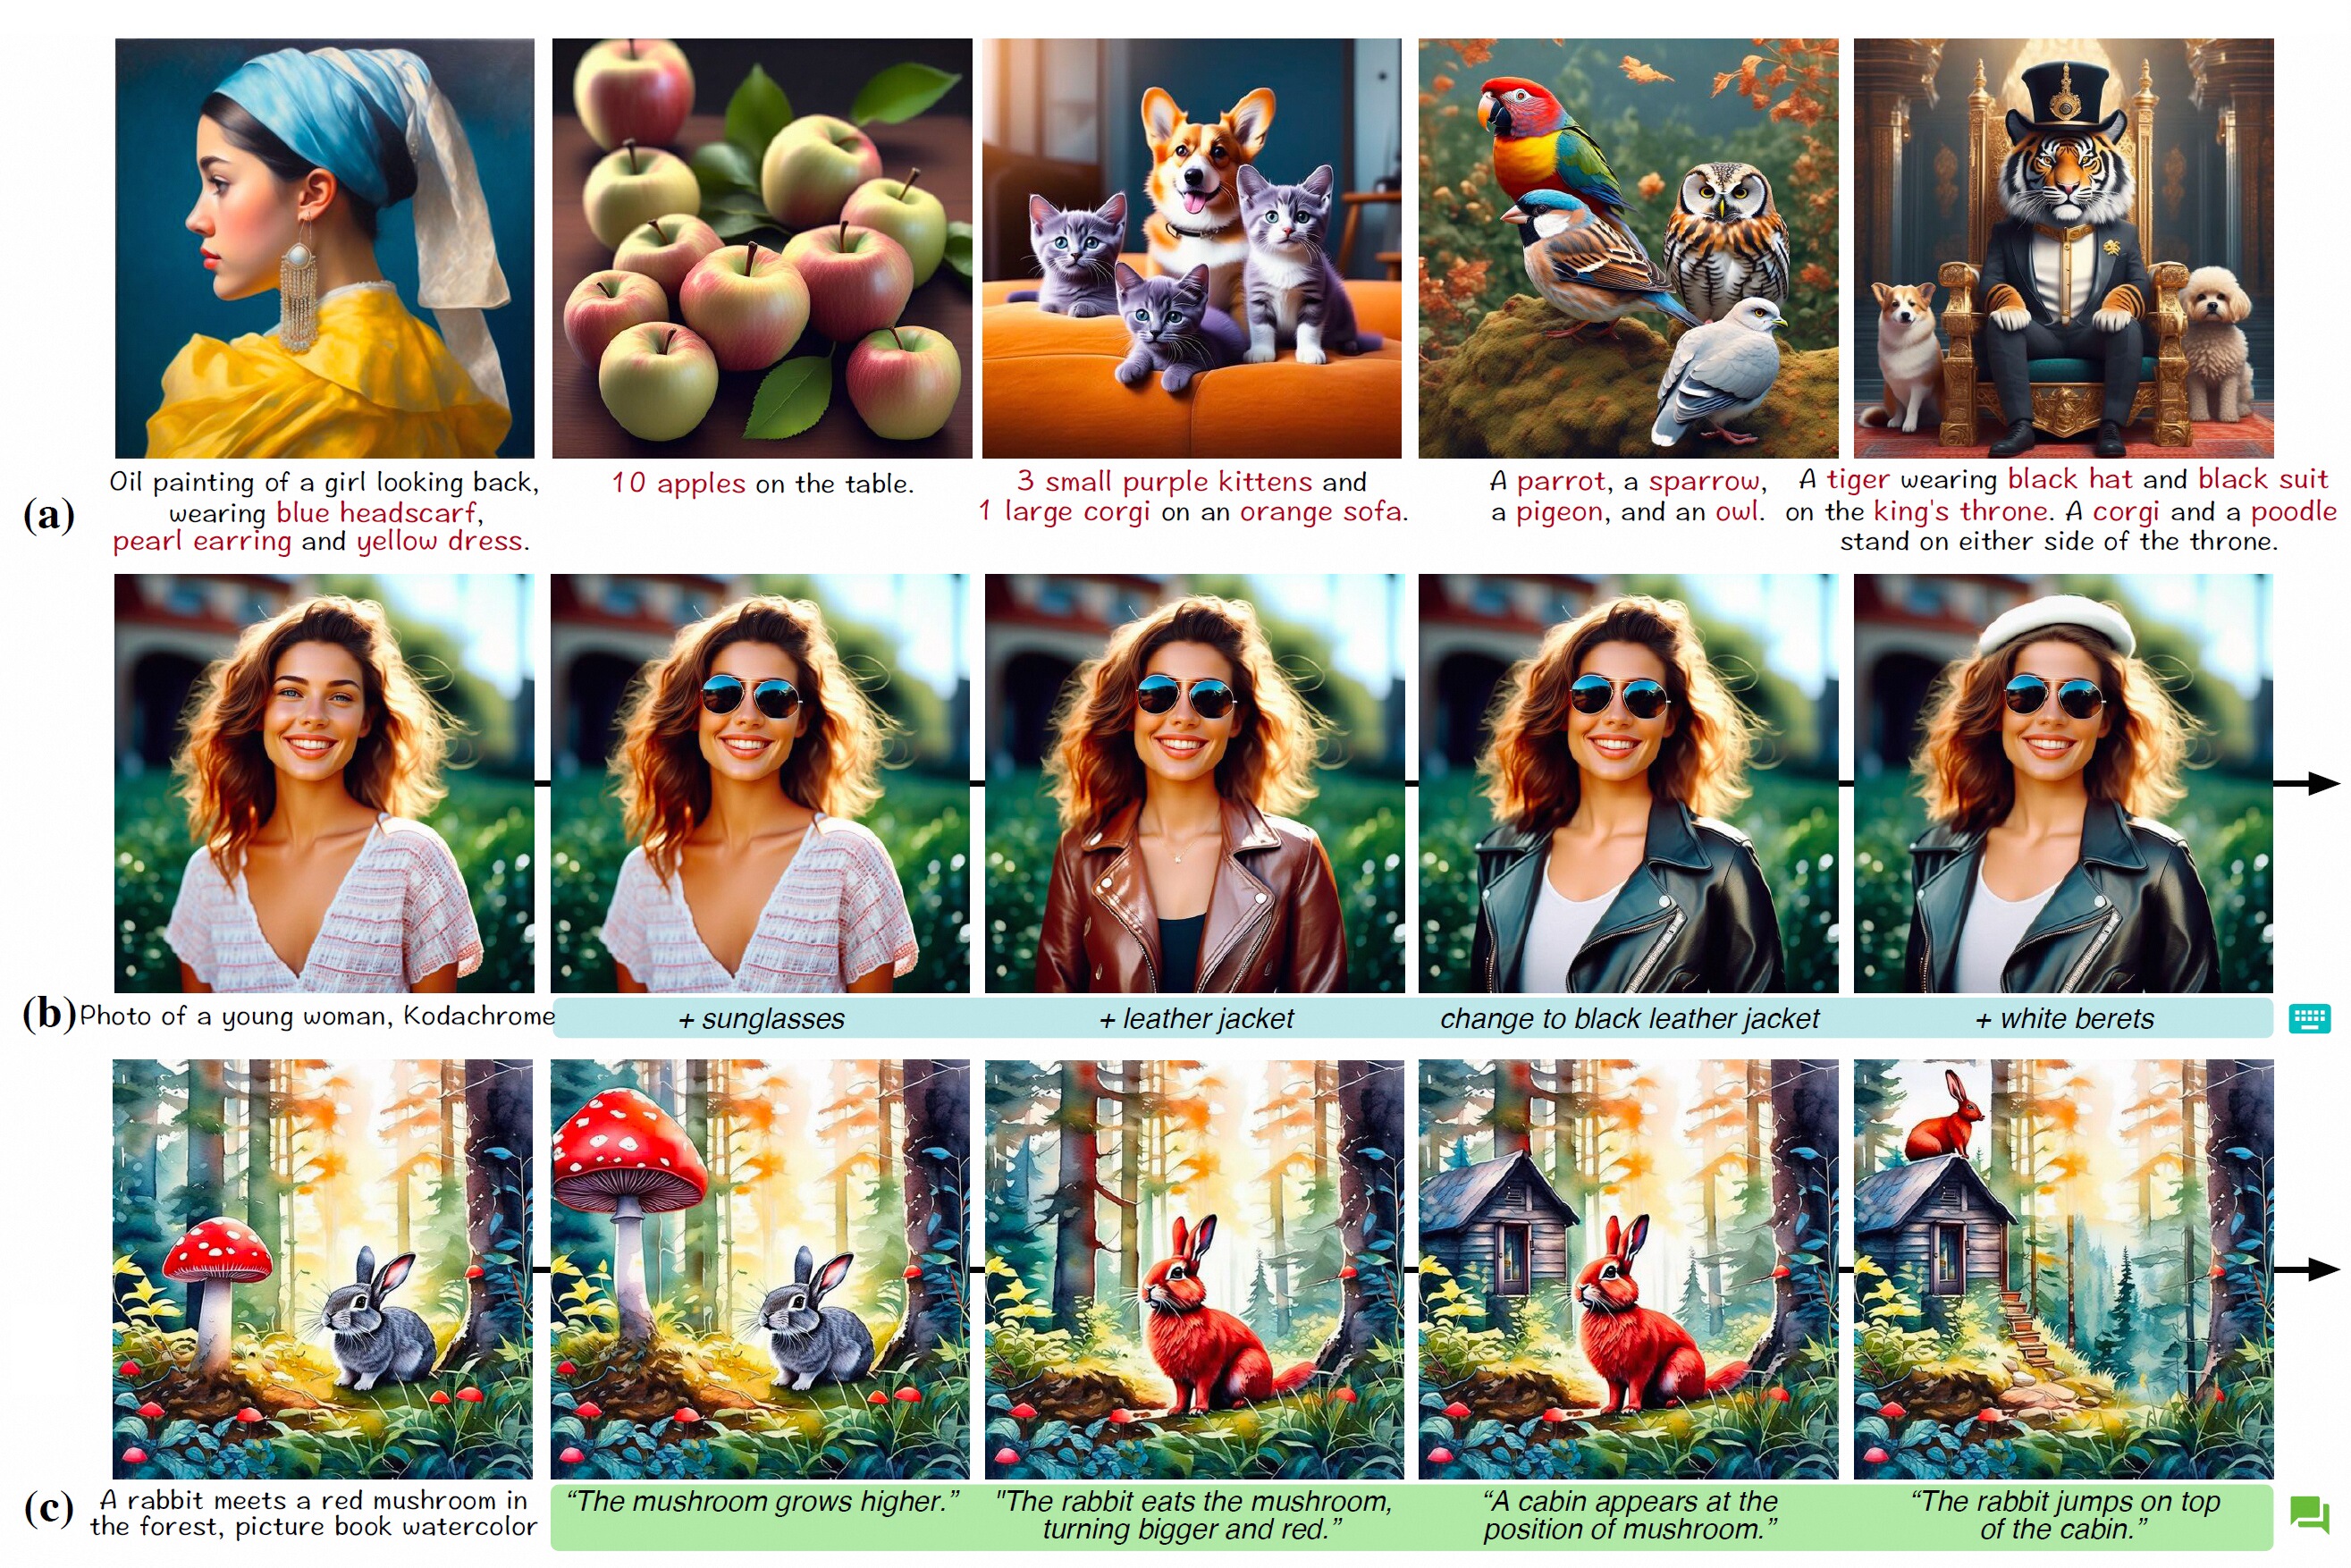 Oil painting of a girl looking back,
wearing blue headscarf,
pearl earring and yellow dress.
10 apples on the table.
3 small purple kittens and
1 large corgi on an orange sofa.
A parrot, a sparrow,
a pigeon, and an owl.
A tiger wearing black hat and black suit
on the king's throne. A corgi and a poodle
stand on either side of the throne.
(a)
(b) Photo of a young woman, Kodachrome
+ sunglasses
+ leather jacket
change to black leather jacket
+ white berets
(c)
A rabbit meets a red mushroom in
the forest, picture book watercolor
“The mushroom grows higher.”
"The rabbit eats the mushroom,
turning bigger and red.”
“A cabin appears at the
position of mushroom.”
“The rabbit jumps on top
of the cabin.”